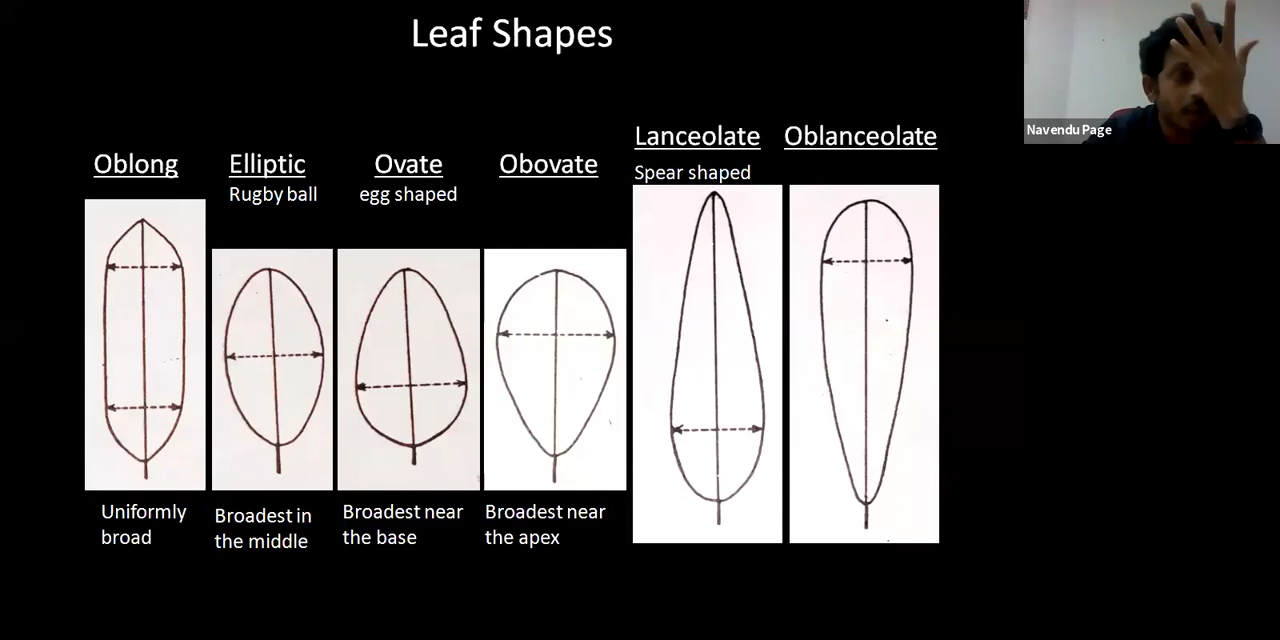 Leaf Shapes
Navendu Page
Oblong
Elliptic
Rugby ball
Ovate
egg shaped
Obovate
Lanceolate
Spear shaped
Oblanceolate
Uniformly
broad
Broadest in
the middle
Broadest near
the base
Broadest near
the apex